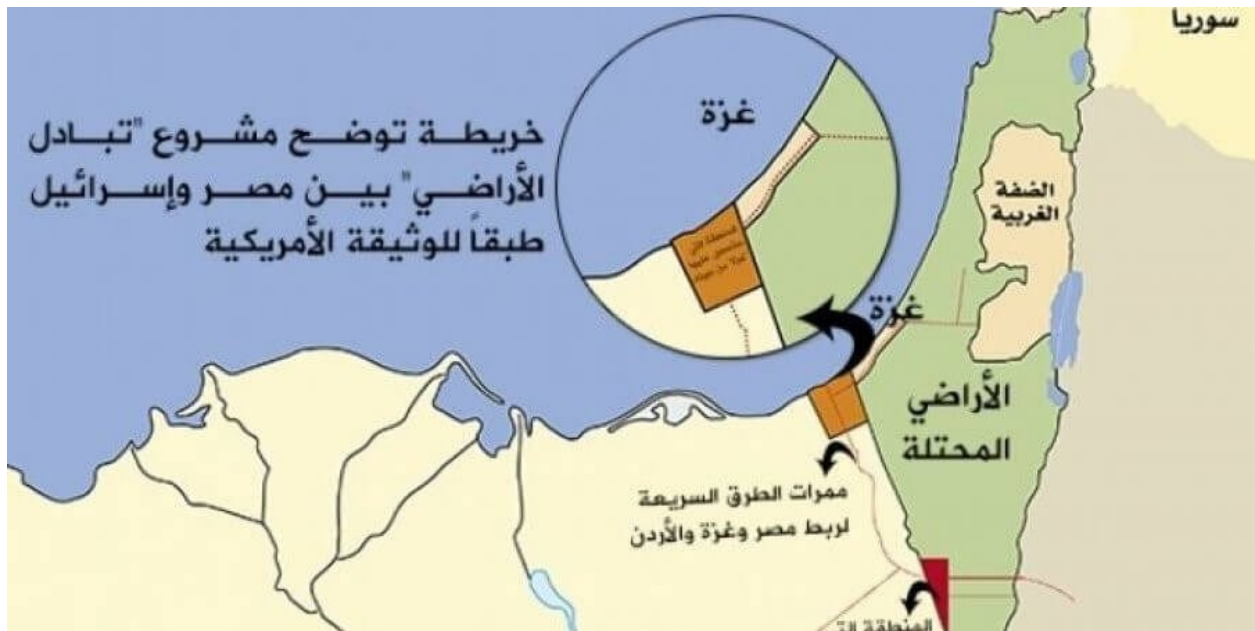 سوريا
غزة
خريطة توضح مشروع "تبادل
الأراضي" بين مصر وإسرائيل
طبقاً للوثيقة الأمريكية
الضفة
الغربية
غزة
الأراضي
المحتلة
ممرات الطرق السريعة
لربط مصر وغزة والأردن
المنطقة